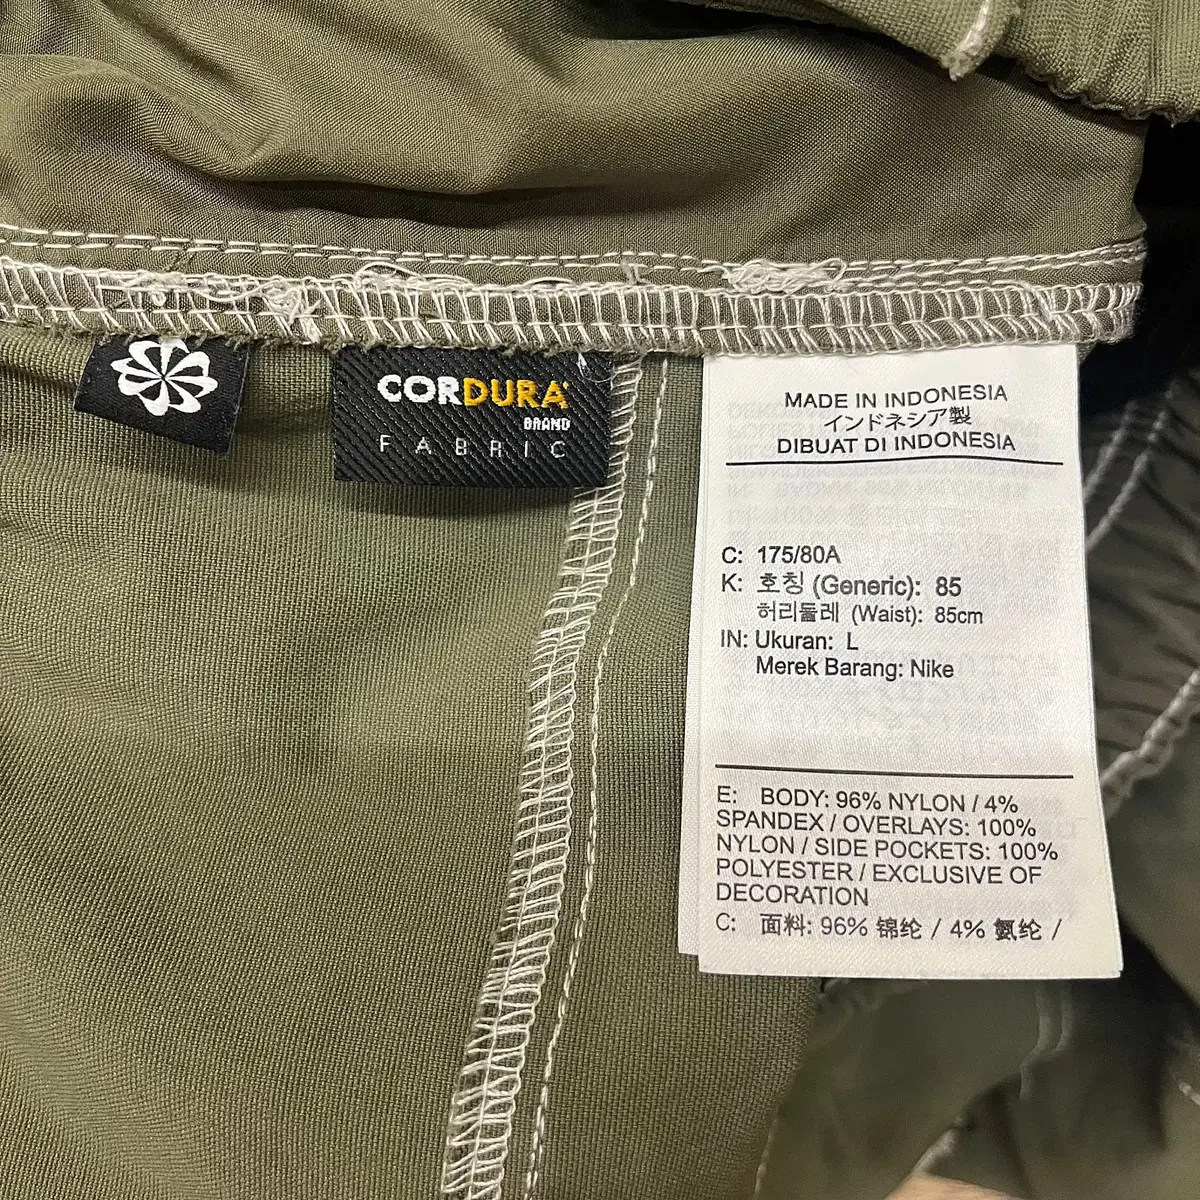 CORDURA
BRAND
FABRIC
MADE IN INDONESIA
インドネシア製
DIBUAT DI INDONESIA
C: 175/80A
K: 호칭 (Generic): 85
허리둘레 (Waist): 85cm
IN: Ukuran: L
Merek Barang: Nike
E: BODY: 96% NYLON / 4%
SPANDEX / OVERLAYS: 100%
NYLON / SIDE POCKETS: 100%
POLYESTER / EXCLUSIVE OF
DECORATION
C: 面料: 96% 锦纶 / 4% 氨纶 /